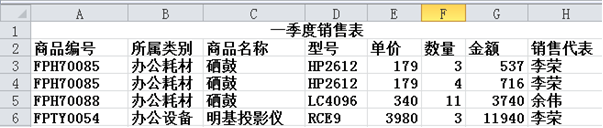 A B C D E F G H
1 一季度销售表
2 商品编号 所属类别 商品名称 型号 单价 数量 金额 销售代表
3 FPH70085 办公耗材 硒鼓 HP2612 179 3 537 李荣
4 FPH70085 办公耗材 硒鼓 HP2612 179 4 716 李荣
5 FPH70088 办公耗材 硒鼓 LC4096 340 11 3740 余伟
6 FPTY0054 办公设备 明基投影仪 RCE9 3980 3 11940 李荣